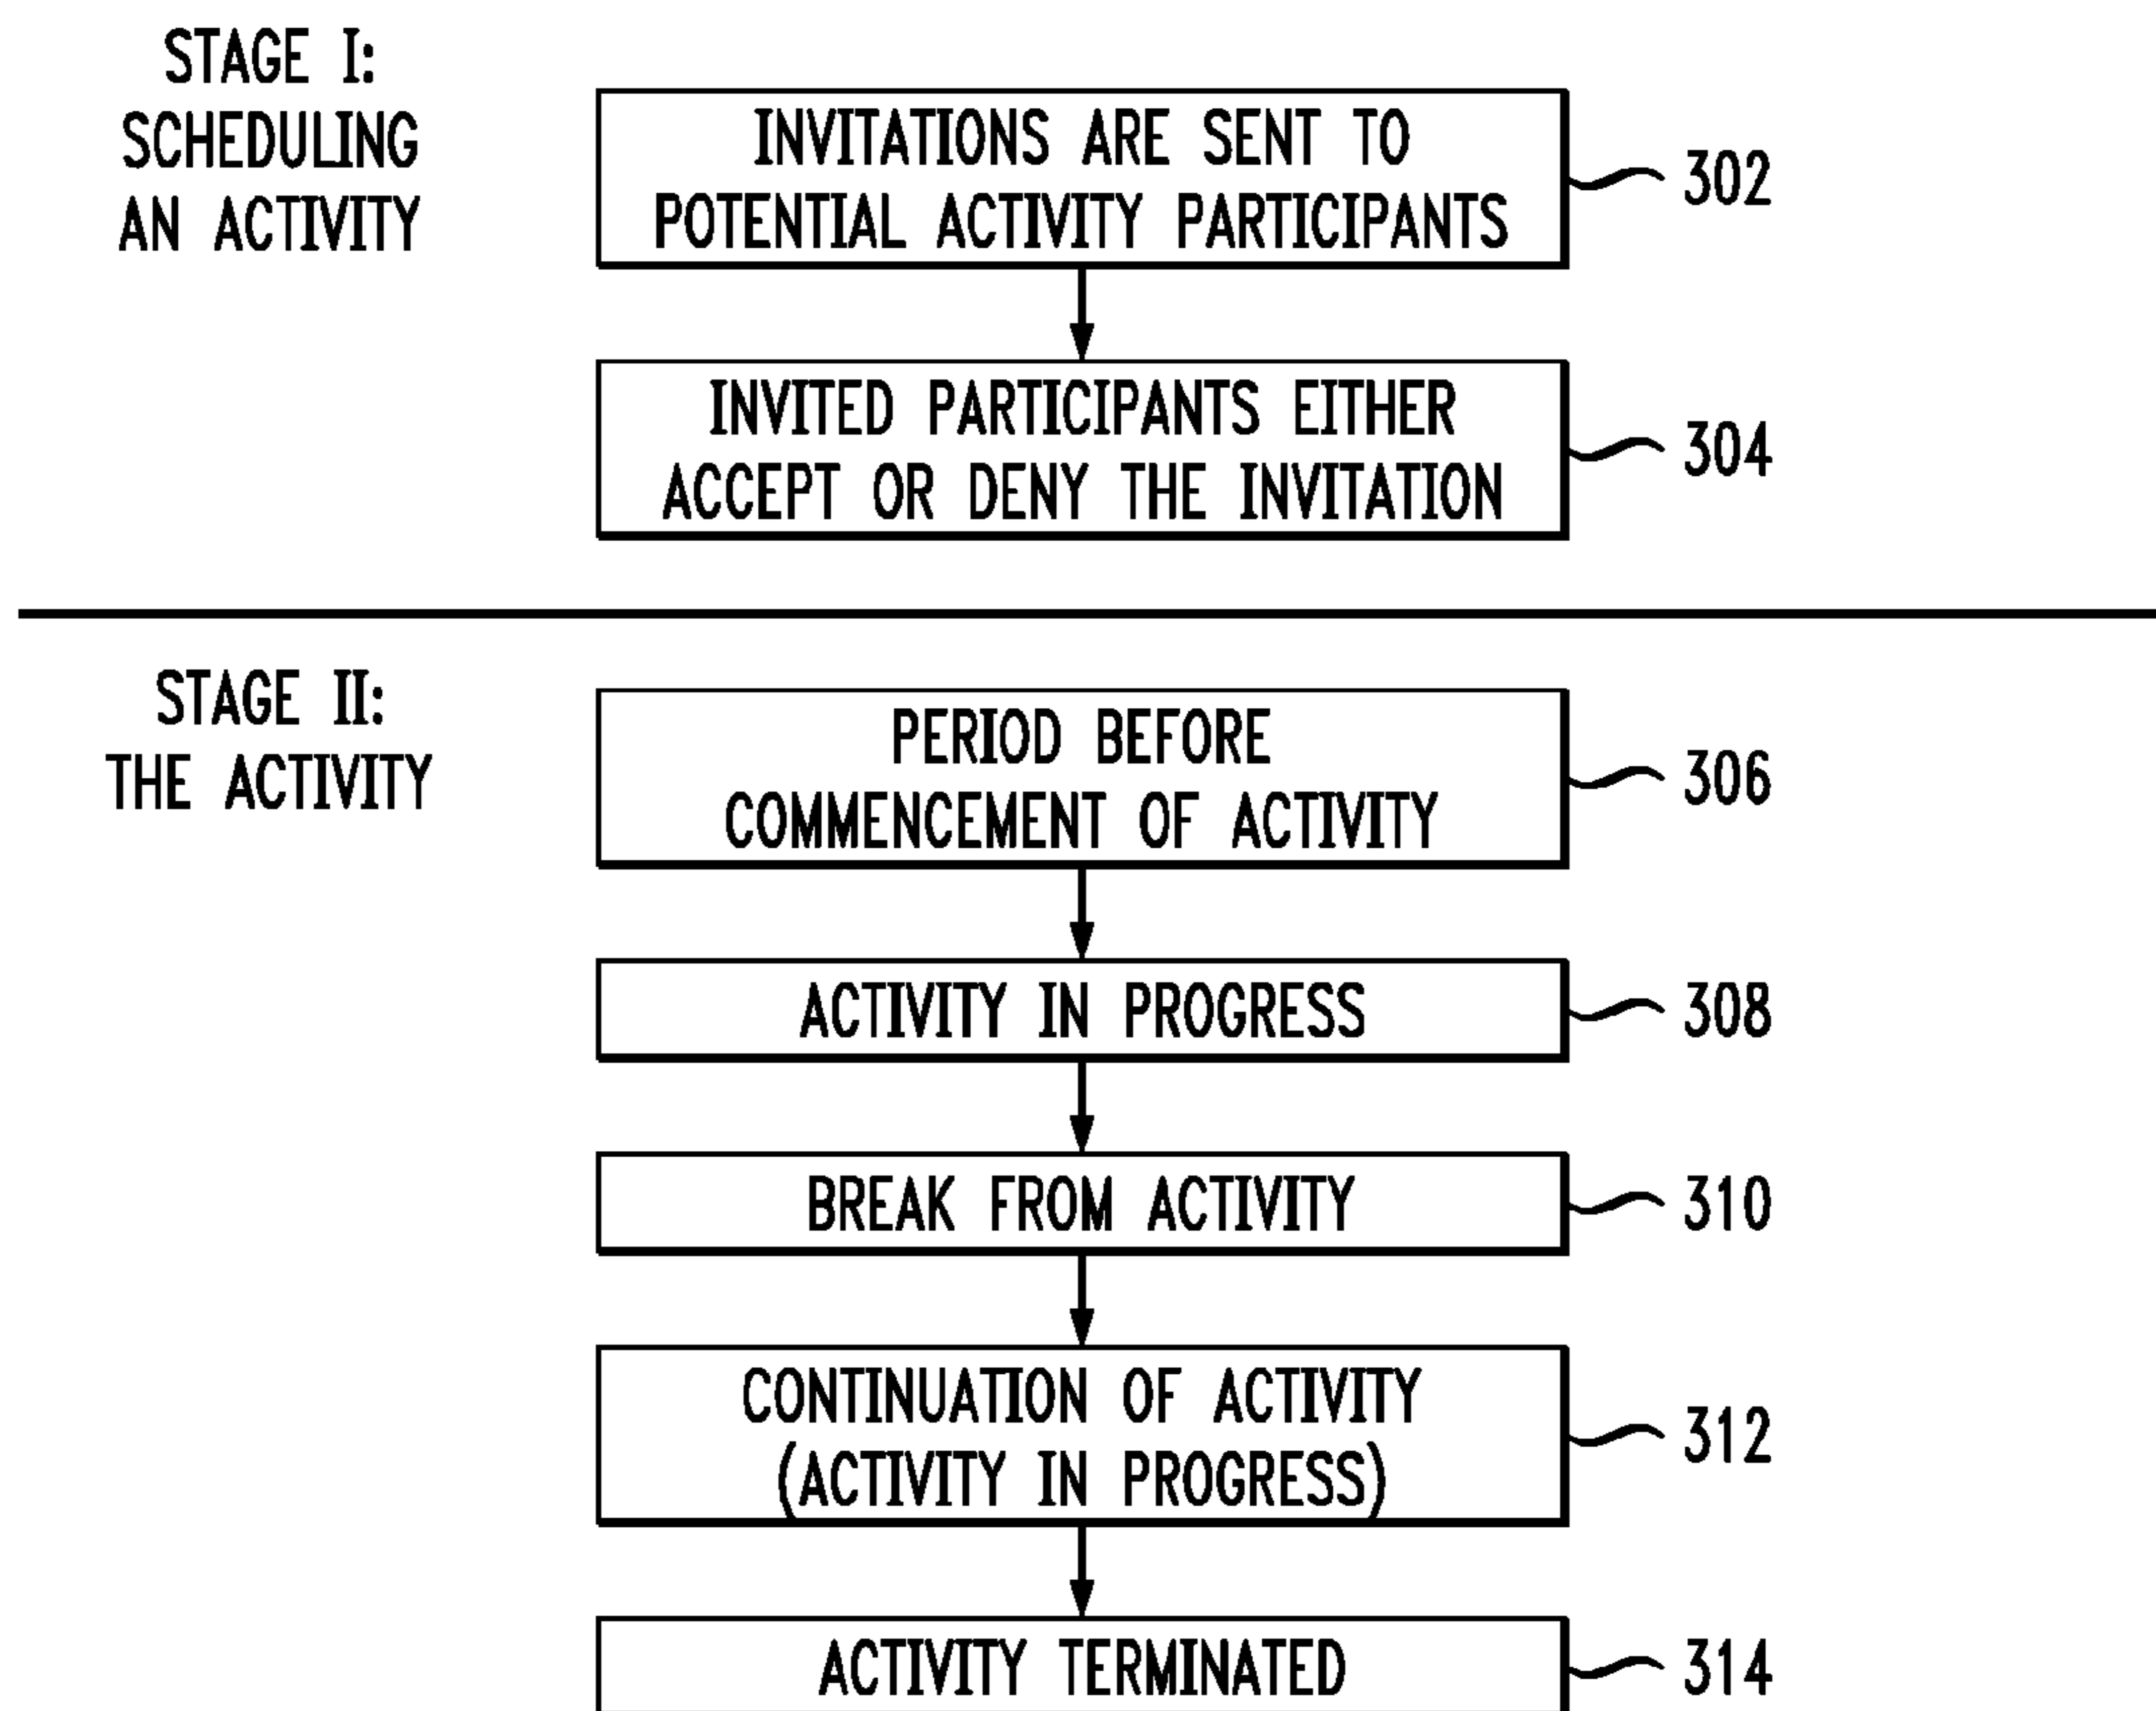 STAGE I:
SCHEDULING
AN ACTIVITY
INVITATIONS ARE SENT TO
POTENTIAL ACTIVITY PARTICIPANTS
302
INVITED PARTICIPANTS EITHER
ACCEPT OR DENY THE INVITATION
304
STAGE II:
THE ACTIVITY
PERIOD BEFORE
COMMENCEMENT OF ACTIVITY
306
ACTIVITY IN PROGRESS
308
BREAK FROM ACTIVITY
310
CONTINUATION OF ACTIVITY
(ACTIVITY IN PROGRESS)
312
ACTIVITY TERMINATED
314